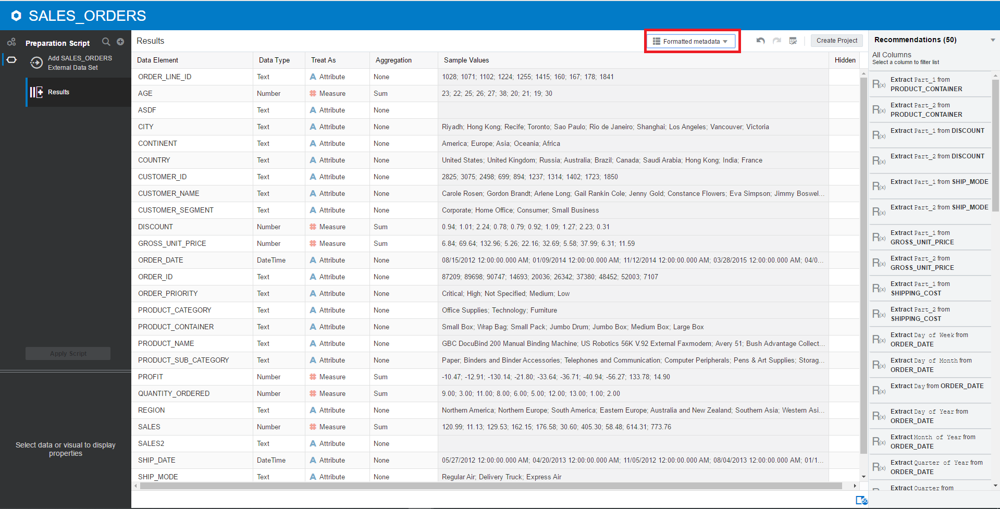 SALES_ORDERS
Preparation Script
Add SALES_ORDERS
External Data Set
Results
Apply Script
Select data or visual to display
properties
Results
Formatted metadata
Create Project
Data Element Data Type Treat As Aggregation Sample Values Hidden
ORDER_LINE_ID Text A Attribute None 1028; 1071; 1102; 1224; 1255; 1415; 160; 167; 178; 1841
AGE Number # Measure Sum 23; 22; 25; 26; 27; 38; 20; 21; 19; 30
ASDF Text A Attribute None
CITY Text A Attribute None Riyadh; Hong Kong; Recife; Toronto; Sao Paulo; Rio de Janeiro; Shanghai; Los Angeles; Vancouver; Victoria
CONTINENT Text A Attribute None America; Europe; Asia; Oceania; Africa
COUNTRY Text A Attribute None United States; United Kingdom; Russia; Australia; Brazil; Canada; Saudi Arabia; Hong Kong; India; France
CUSTOMER_ID Text A Attribute None 2825; 3075; 2498; 699; 894; 1237; 1314; 1402; 1723; 1850
CUSTOMER_NAME Text A Attribute None Carole Rosen; Gordon Brandt; Arlene Long; Gail Rankin Cole; Jenny Gold; Constance Flowers; Eva Simpson; Jimmy Boswel...
CUSTOMER_SEGMENT Text A Attribute None Corporate; Home Office; Consumer; Small Business
DISCOUNT Number # Measure Sum 0.94; 1.01; 2.24; 0.78; 0.79; 0.92; 1.09; 1.27; 2.23; 0.31
GROSS_UNIT_PRICE Number # Measure Sum 6.84; 69.64; 132.96; 5.26; 22.16; 32.69; 5.58; 37.99; 6.31; 11.59
ORDER_DATE DateTime A Attribute None 08/15/2012 12:00:00.000 AM; 01/09/2014 12:00:00.000 AM; 11/12/2014 12:00:00.000 AM; 03/28/2015 12:00:00.000 AM; 04/0...
ORDER_ID Text A Attribute None 87209; 89698; 90747; 14693; 20036; 26342; 37380; 48452; 52003; 7107
ORDER_PRIORITY Text A Attribute None Critical; High; Not Specified; Medium; Low
PRODUCT_CATEGORY Text A Attribute None Office Supplies; Technology; Furniture
PRODUCT_CONTAINER Text A Attribute None Small Box; Wrap Bag; Small Pack; Jumbo Drum; Jumbo Box; Medium Box; Large Box
PRODUCT_NAME Text A Attribute None GBC DocuBind 200 Manual Binding Machine; US Robotics 56K V.92 External Faxmodem; Avery 51; Bush Advantage Collect...
PRODUCT_SUB_CATEGORY Text A Attribute None Paper; Binders and Binder Accessories; Telephones and Communication; Computer Peripherals; Pens & Art Supplies; Storag...
PROFIT Number # Measure Sum -10.47; -12.91; -130.14; -21.80; -33.64; -36.71; -40.94; -56.27; 133.78; 14.90
QUANTITY_ORDERED Number # Measure Sum 9.00; 3.00; 11.00; 8.00; 6.00; 5.00; 12.00; 13.00; 1.00; 2.00
REGION Text A Attribute None Northern America; Northern Europe; South America; Eastern Europe; Australia and New Zealand; Southern Asia; Western Asi...
SALES Number # Measure Sum 120.99; 11.13; 129.53; 162.15; 176.58; 30.60; 405.30; 58.48; 614.31; 773.76
SALES2 Text A Attribute None
SHIP_DATE DateTime A Attribute None 05/27/2012 12:00:00.000 AM; 04/20/2013 12:00:00.000 AM; 11/05/2012 12:00:00.000 AM; 08/04/2013 12:00:00.000 AM; 01/1...
SHIP_MODE Text A Attribute None Regular Air; Delivery Truck; Express Air
50
Recommendations (50)
All Columns
Select a column to filter list
R(x) Extract Part_1 from
PRODUCT_CONTAINER
R(x) Extract Part_2 from
PRODUCT_CONTAINER
R(x) Extract Part_1 from DISCOUNT
R(x) Extract Part_2 from DISCOUNT
R(x) Extract Part_1 from SHIP_MODE
R(x) Extract Part_2 from SHIP_MODE
R(x) Extract Part_1 from
GROSS_UNIT_PRICE
R(x) Extract Part_2 from
GROSS_UNIT_PRICE
R(x) Extract Part_1 from
SHIPPING_COST
R(x) Extract Part_2 from
SHIPPING_COST
R(x) Extract Day of Week from
ORDER_DATE
R(x) Extract Day of Month from
ORDER_DATE
R(x) Extract Day from ORDER_DATE
R(x) Extract Day of Year from
ORDER_DATE
R(x) Extract Month of Year from
ORDER_DATE
R(x) Extract Quarter of Year from
ORDER_DATE
Extract Quarter from